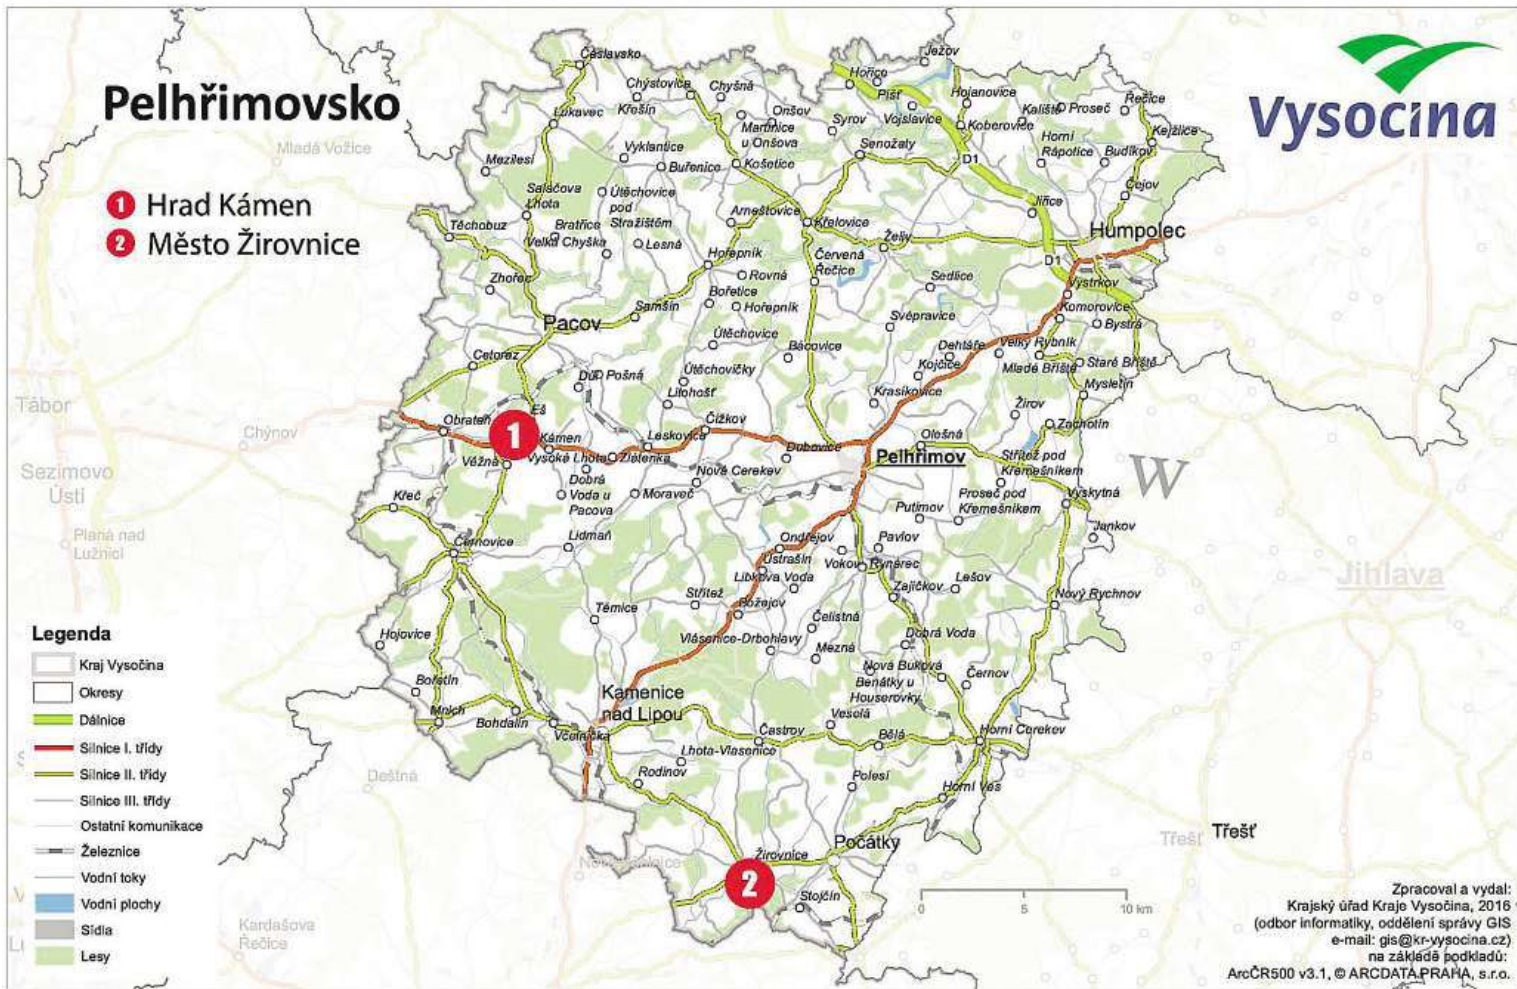 Pelhřimovsko
1 Hrad Kámen
2 Město Žirovnice
Vysočina
Mladá Vožice
Tábor
Chýnov
Sezimovo
Ústí
Planá nad
Lužnicí
Deštná
Kardašova
Řečice
Jihlava
Třešť
Třešť
W
Čáslavsko
Lukavec
Mezilesí
Chýstovice
Křešín
Chyšná
Onšov
Martinice
u Onšova
Vyklantice
Buřenice
Košetice
Syrov
Senožaty
Hořice
Ježov
Píšť
Vojslavice
Hojanovice
Koberovice
Kaliště
Proseč
Řečice
Kejžlice
Horní
Rápotice
Budíkov
Čejov
D1
Jiřice
Humpolec
D1
Salačova
Lhota
Útěchovice
pod
Stražištěm
Bratřice
Velká Chyška
Lesná
Těchobuz
Zhořec
Arneštovice
Křelovice
Želiv
Hořepník
Rovná
Červená
Řečice
Sedlice
Bořetice
Hořepník
Samšín
Pacov
Útěchovice
Bácovice
Svépravice
Vystrkov
Komorovice
Bystrá
Dehtáře
Velký Rybník
Mladé Bříště
Staré Bříště
Kojčice
Myslotín
Cetoraz
Důl
Pošná
Útěchovičky
Litohošť
Krasíkovice
Žirov
Zachotín
Obrataň
Eš
1
Kámen
Věžná
Vysoká Lhota
Zlátenka
Leskovice
Čížkov
Dubovice
Pelhřimov
Olešná
Střítež pod
Křemešníkem
Vyskytná
Nová Cerekev
Dobrá
Voda u
Pacova
Moraveč
Proseč pod
Křemešníkem
Putimov
Jankov
Křeč
Černovice
Lidmaň
Ondřejov
Ústrašín
Libkova Voda
Pavlov
Vokov
Rynárec
Zajíčkov
Lešov
Nový Rychnov
Střítež
Božejov
Těmice
Čelistná
Vlásenice-Drbohlavy
Mezná
Dobrá Voda
Nová Buková
Benátky u
Houserovky
Černov
Hojovice
Bořetín
Mnich
Bohdalín
Včelnička
Kamenice
nad Lipou
Častrov
Veselá
Bělá
Horní Cerekev
Lhota-Vlasenice
Rodinov
Polesí
Horní Ves
Počátky
Žirovnice
2
Stojčín
Legenda
Kraj Vysočina
Okresy
Dálnice
Silnice I. třídy
Silnice II. třídy
Silnice III. třídy
Ostatní komunikace
Železnice
Vodní toky
Vodní plochy
Sídla
Lesy
0 5 10 km
Zpracoval a vydal:
Krajský úřad Kraje Vysočina, 2016
(odbor informatiky, oddělení správy GIS
e-mail: gis@kr-vysocina.cz)
na základě podkladů:
ArcČR500 v3.1, © ARCDATA PRAHA, s.r.o.